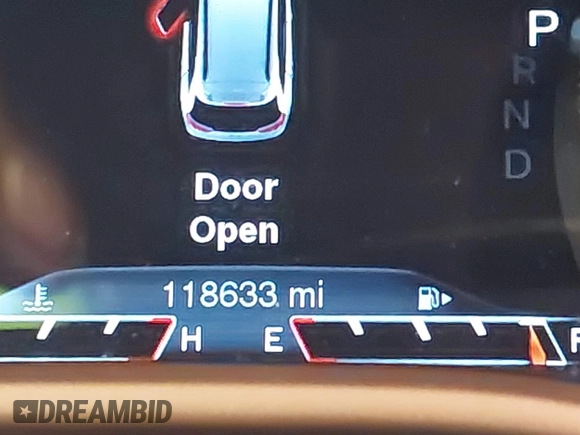 P
R
N
D
Door
Open
118633 mi
H E F
DREAMBID